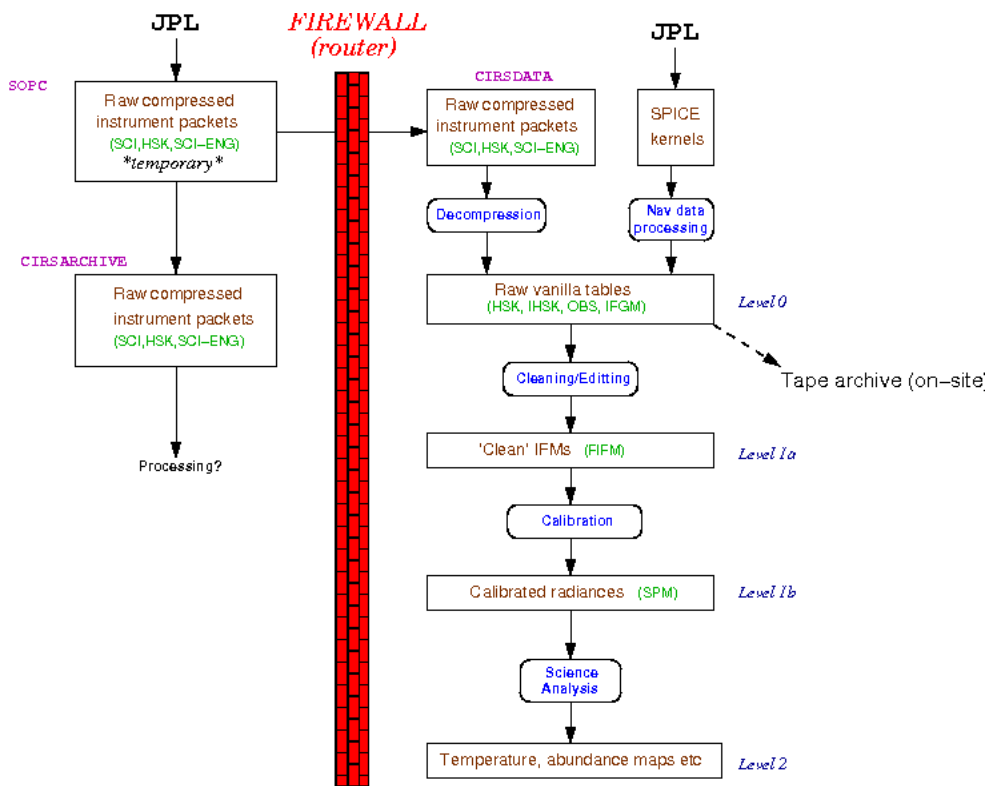 JPL
FIREWALL
(router)
JPL
SOPC
Raw compressed
instrument packets
(SCI,HSK,SCI–ENG)
*temporary*
CIRSDATA
Raw compressed
instrument packets
(SCI,HSK,SCI–ENG)
SPICE
kernels
Decompression
Nav data
processing
CIRSARCHIVE
Raw compressed
instrument packets
(SCI,HSK,SCI–ENG)
Raw vanilla tables
(HSK, IHSK, OBS, IFGM)
Level 0
Cleaning/Editting
Tape archive (on–site)
Processing?
'Clean' IFMs (FIFM)
Level 1a
Calibration
Calibrated radiances (SPM)
Level 1b
Science
Analysis
Temperature, abundance maps etc
Level 2